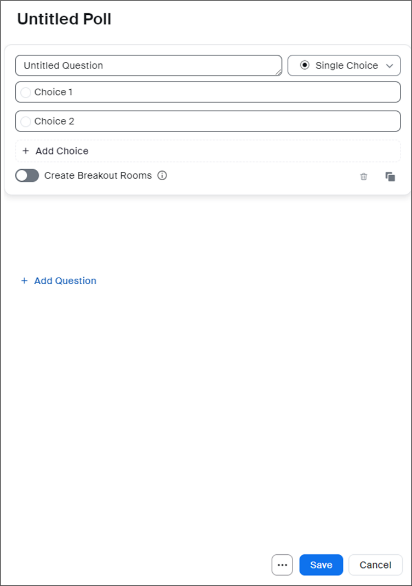 Untitled Poll
Untitled Question
Single Choice
Choice 1
Choice 2
+ Add Choice
Create Breakout Rooms
+ Add Question
... Save Cancel